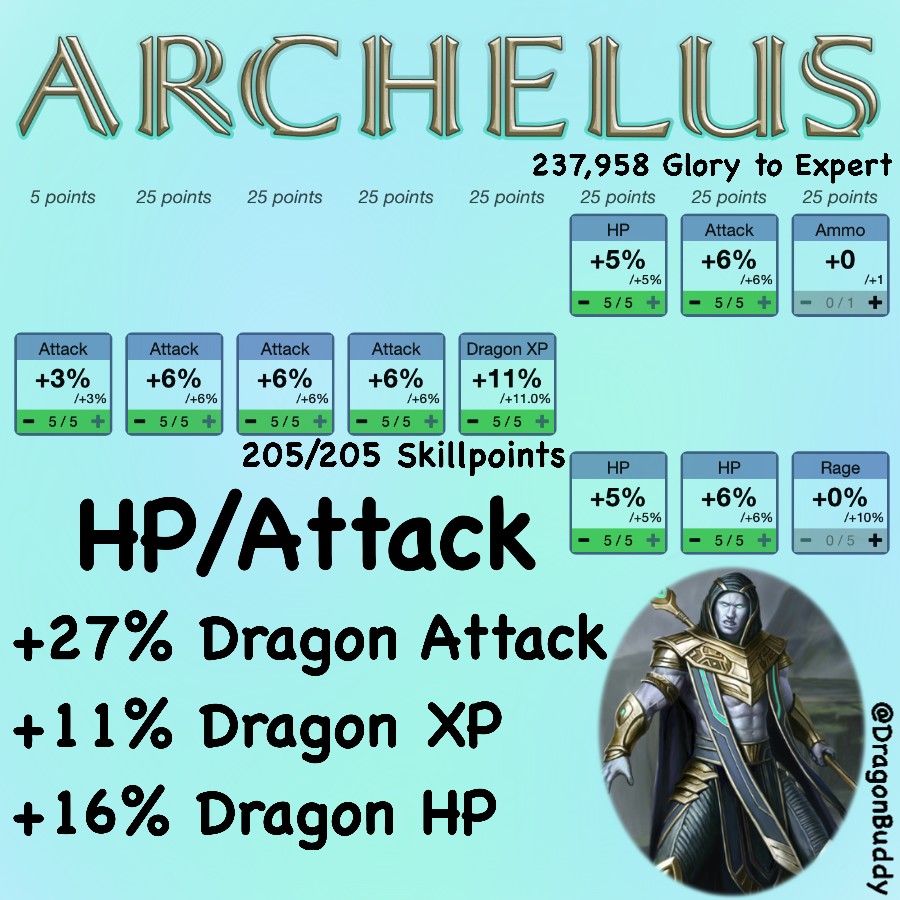 ARCHELUS
237,958 Glory to Expert
5 points 25 points 25 points 25 points 25 points 25 points 25 points 25 points
HP Attack Ammo
+5% +6% +0
/+5% /+6% /+1
- 5/5 + - 5/5 + - 0/1 +
Attack Attack Attack Attack Dragon XP
+3% +6% +6% +6% +11%
/+3% /+6% /+6% /+6% /+11.0%
- 5/5 + - 5/5 + - 5/5 + - 5/5 + - 5/5 +
205/205 Skillpoints
HP HP Rage
+5% +6% +0%
/+5% /+6% /+10%
- 5/5 + - 5/5 + - 0/5 +
HP/Attack
+27% Dragon Attack
+11% Dragon XP
+16% Dragon HP
@DragonBuddy